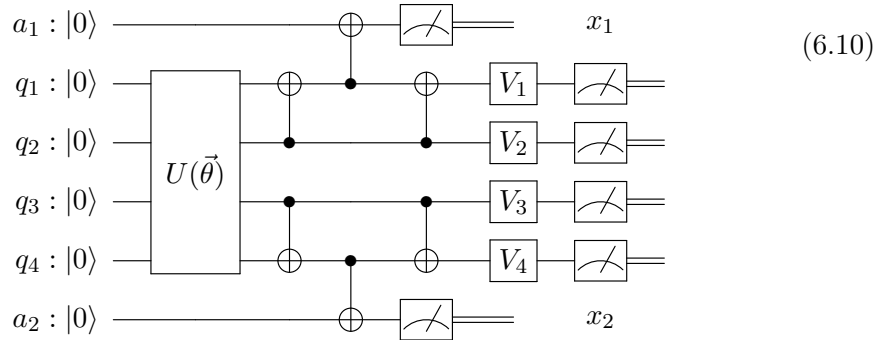 a₁ : |0⟩ x₁
(6.10)
q₁ : |0⟩ V₁
q₂ : |0⟩ V₂
U(θ⃗)
q₃ : |0⟩ V₃
q₄ : |0⟩ V₄
a₂ : |0⟩ x₂